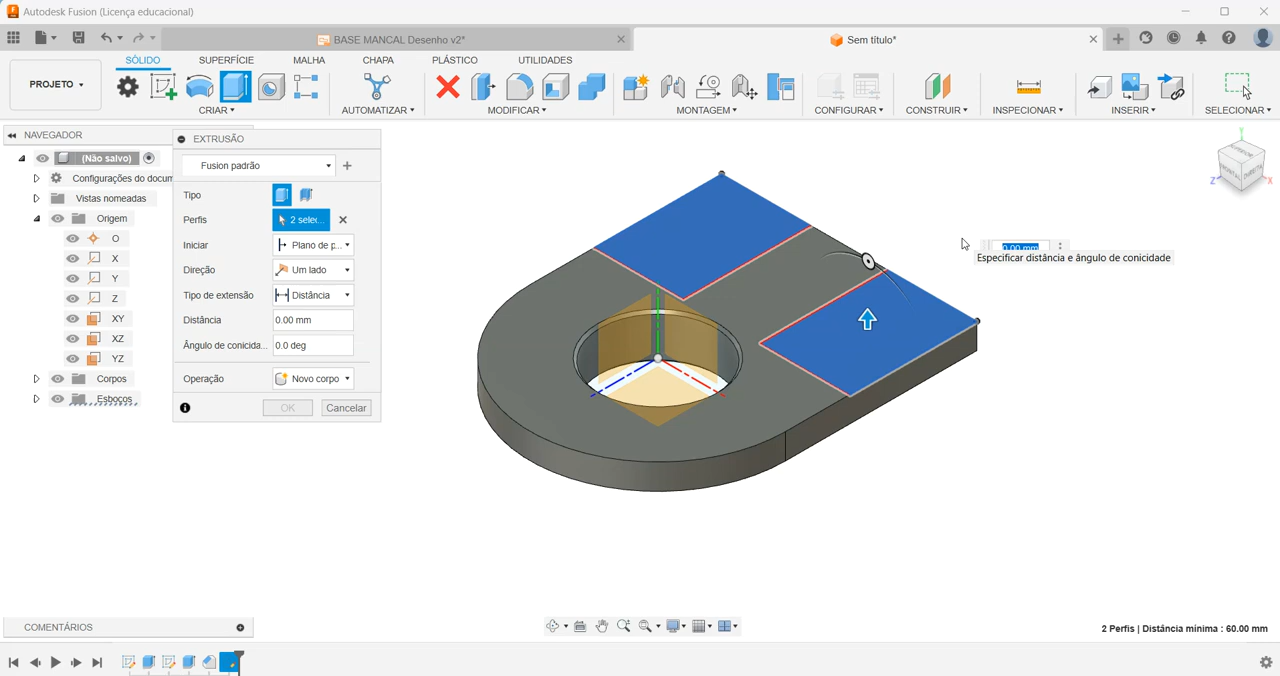 Autodesk Fusion (Licença educacional)
BASE MANCAL Desenho v2*
Sem título*
PROJETO
SÓLIDO
SUPERFÍCIE
MALHA
CHAPA
PLÁSTICO
UTILIDADES
CRIAR
AUTOMATIZAR
MODIFICAR
MONTAGEM
CONFIGURAR
CONSTRUIR
INSPECIONAR
INSERIR
SELECIONAR
NAVEGADOR
(Não salvo)
Configurações do docum
Vistas nomeadas
Origem
O
X
Y
Z
XY
XZ
YZ
Corpos
Esboços
EXTRUSÃO
Fusion padrão
Tipo
Perfis
2 selec...
Iniciar
Plano de p...
Direção
Um lado
Tipo de extensão
Distância
Distância
0.00 mm
Ângulo de conicida...
0.0 deg
Operação
Novo corpo
OK
Cancelar
0.00 mm
Especificar distância e ângulo de conicidade
Y
FRONTAL
DIREITA
Z
X
COMENTÁRIOS
2 Perfis | Distância mínima : 60.00 mm